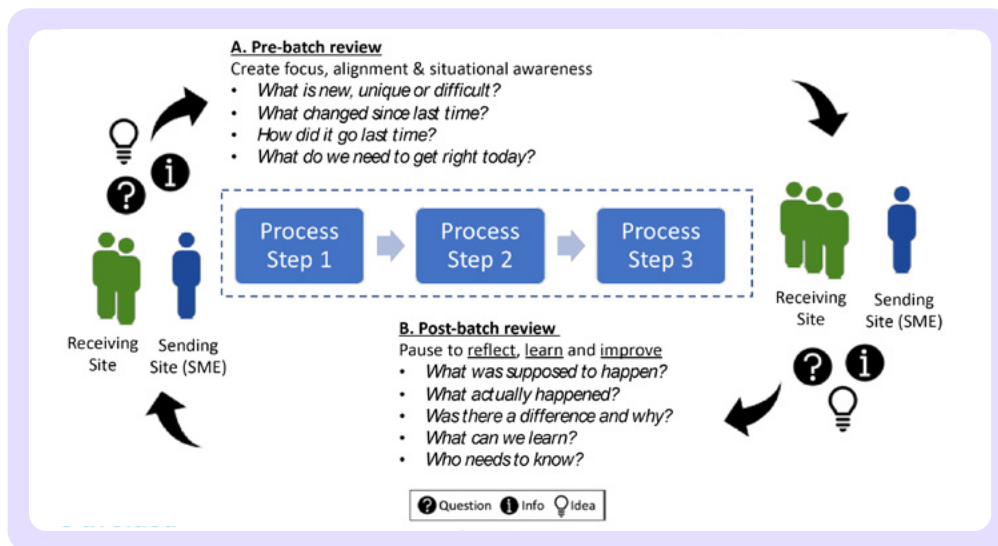 A. Pre-batch review
Create focus, alignment & situational awareness
• What is new, unique or difficult?
• What changed since last time?
• How did it go last time?
• What do we need to get right today?
Process
Step 1
Process
Step 2
Process
Step 3
Receiving
Site
Sending
Site (SME)
Receiving
Site
Sending
Site (SME)
B. Post-batch review
Pause to reflect, learn and improve
• What was supposed to happen?
• What actually happened?
• Was there a difference and why?
• What can we learn?
• Who needs to know?
? Question i Info Idea